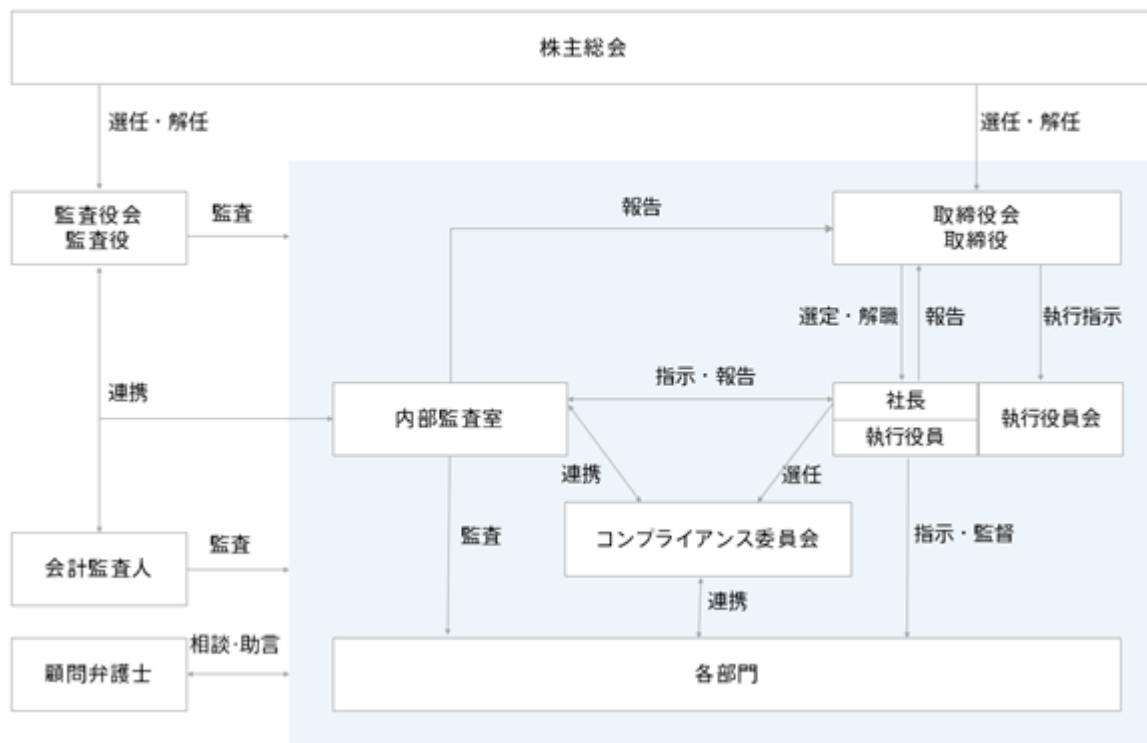 株主総会
選任・解任
選任・解任
監査役会
監査役
監査
報告
取締役会
取締役
選定・解職
報告
執行指示
連携
指示・報告
内部監査室
社長
執行役員
執行役員会
連携
選任
監査
コンプライアンス委員会
指示・監督
会計監査人
監査
連携
顧問弁護士
相談・助言
各部門